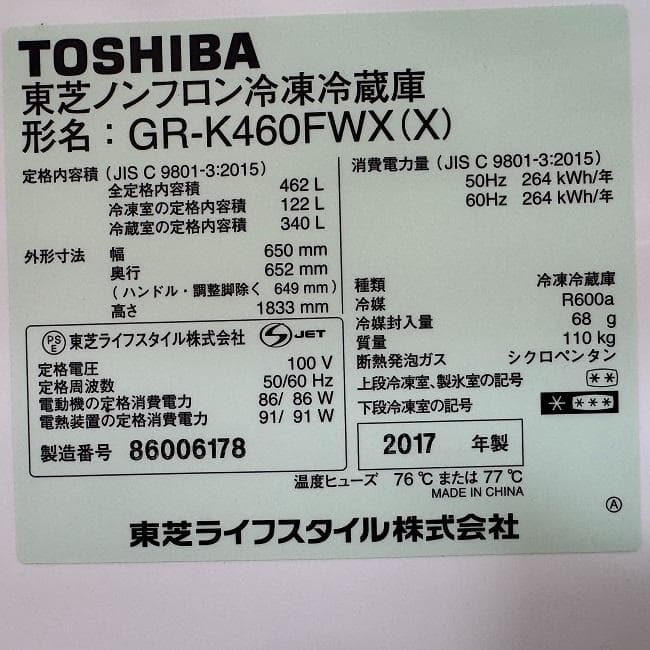 TOSHIBA
東芝ノンフロン冷凍冷蔵庫
形名：GR-K460FWX(X)
定格内容積（JIS C 9801-3:2015）
全定格内容積 462 L
冷凍室の定格内容積 122 L
冷蔵室の定格内容積 340 L
外形寸法 幅 650 mm
奥行 652 mm
（ハンドル・調整脚除く 649 mm）
高さ 1833 mm
消費電力量（JIS C 9801-3:2015）
50Hz 264 kWh/年
60Hz 264 kWh/年
種類 冷凍冷蔵庫
冷媒 R600a
冷媒封入量 68 g
質量 110 kg
断熱発泡ガス シクロペンタン
上段冷凍室、製氷室の記号 **
下段冷凍室の記号 * ***
PSE 東芝ライフスタイル株式会社 S JET
定格電圧 100 V
定格周波数 50/60 Hz
電動機の定格消費電力 86/ 86 W
電熱装置の定格消費電力 91/ 91 W
製造番号 86006178
2017 年製
温度ヒューズ 76 ℃ または 77 ℃
MADE IN CHINA
Ⓐ
東芝ライフスタイル株式会社